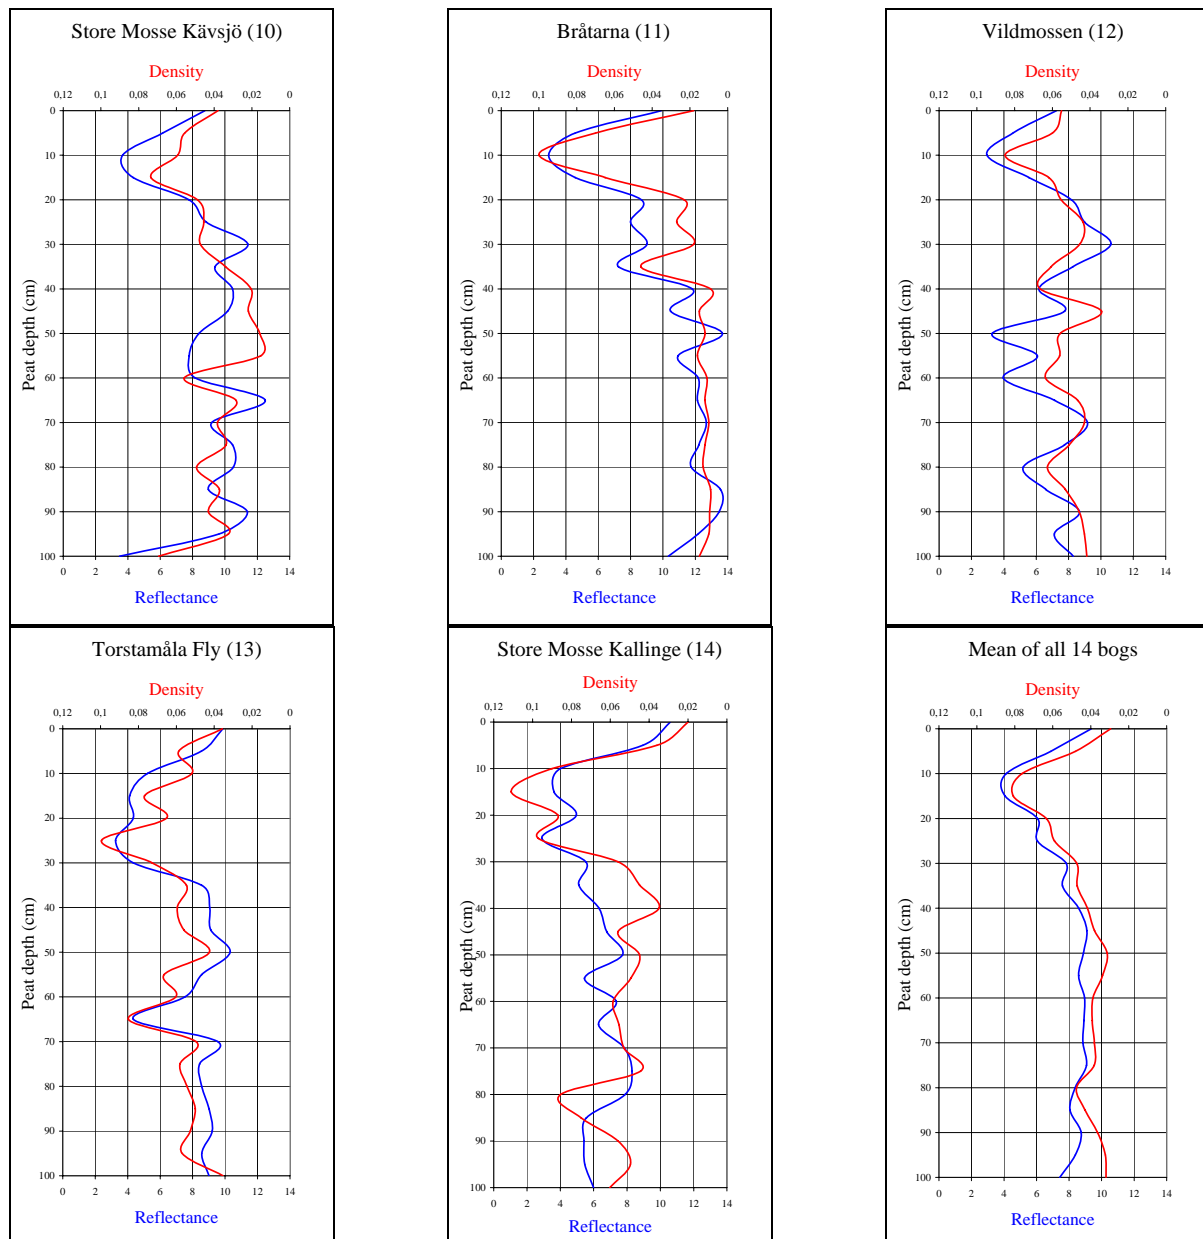 Store Mosse Kävsjö (10)
Density
0,12 0,1 0,08 0,06 0,04 0,02 0
0
10
20
30
40
50
60
70
80
90
100
Peat depth (cm)
0 2 4 6 8 10 12 14
Reflectance
Bråtarna (11)
Density
0,12 0,1 0,08 0,06 0,04 0,02 0
0
10
20
30
40
50
60
70
80
90
100
Peat depth (cm)
0 2 4 6 8 10 12 14
Reflectance
Vildmossen (12)
Density
0,12 0,1 0,08 0,06 0,04 0,02 0
0
10
20
30
40
50
60
70
80
90
100
Peat depth (cm)
0 2 4 6 8 10 12 14
Reflectance
Torstamåla Fly (13)
Density
0,12 0,1 0,08 0,06 0,04 0,02 0
0
10
20
30
40
50
60
70
80
90
100
Peat depth (cm)
0 2 4 6 8 10 12 14
Reflectance
Store Mosse Kallinge (14)
Density
0,12 0,1 0,08 0,06 0,04 0,02 0
0
10
20
30
40
50
60
70
80
90
100
Peat depth (cm)
0 2 4 6 8 10 12 14
Reflectance
Mean of all 14 bogs
Density
0,12 0,1 0,08 0,06 0,04 0,02 0
0
10
20
30
40
50
60
70
80
90
100
Peat depth (cm)
0 2 4 6 8 10 12 14
Reflectance